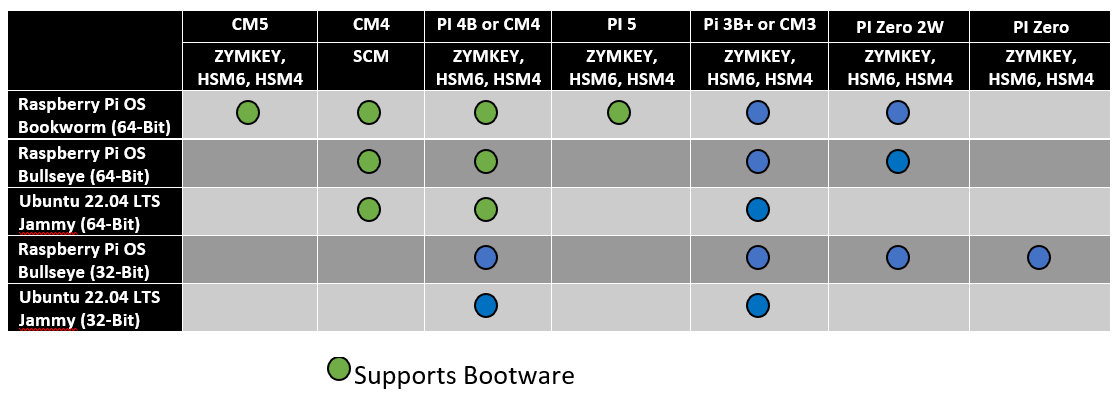 CM5 CM4 PI 4B or CM4 PI 5 Pi 3B+ or CM3 PI Zero 2W PI Zero
ZYMKEY, SCM ZYMKEY, ZYMKEY, ZYMKEY, ZYMKEY, ZYMKEY,
HSM6, HSM4 HSM6, HSM4 HSM6, HSM4 HSM6, HSM4 HSM6, HSM4 HSM6, HSM4
Raspberry Pi OS
Bookworm (64-Bit)
Raspberry Pi OS
Bullseye (64-Bit)
Ubuntu 22.04 LTS
Jammy (64-Bit)
Raspberry Pi OS
Bullseye (32-Bit)
Ubuntu 22.04 LTS
Jammy (32-Bit)
Supports Bootware